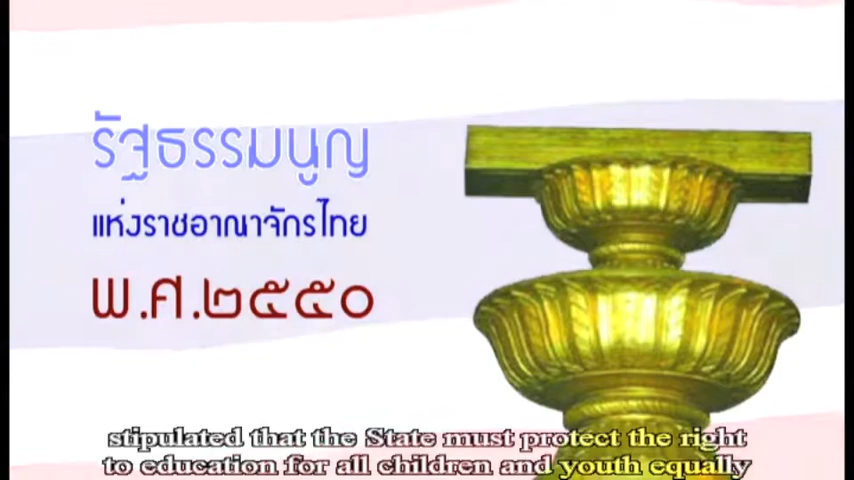 รัฐธรรมนูญ
แห่งราชอาณาจักรไทย
พ.ศ.๒๕๕๐
stipulated that the State must protect the right
to education for all children and youth equally